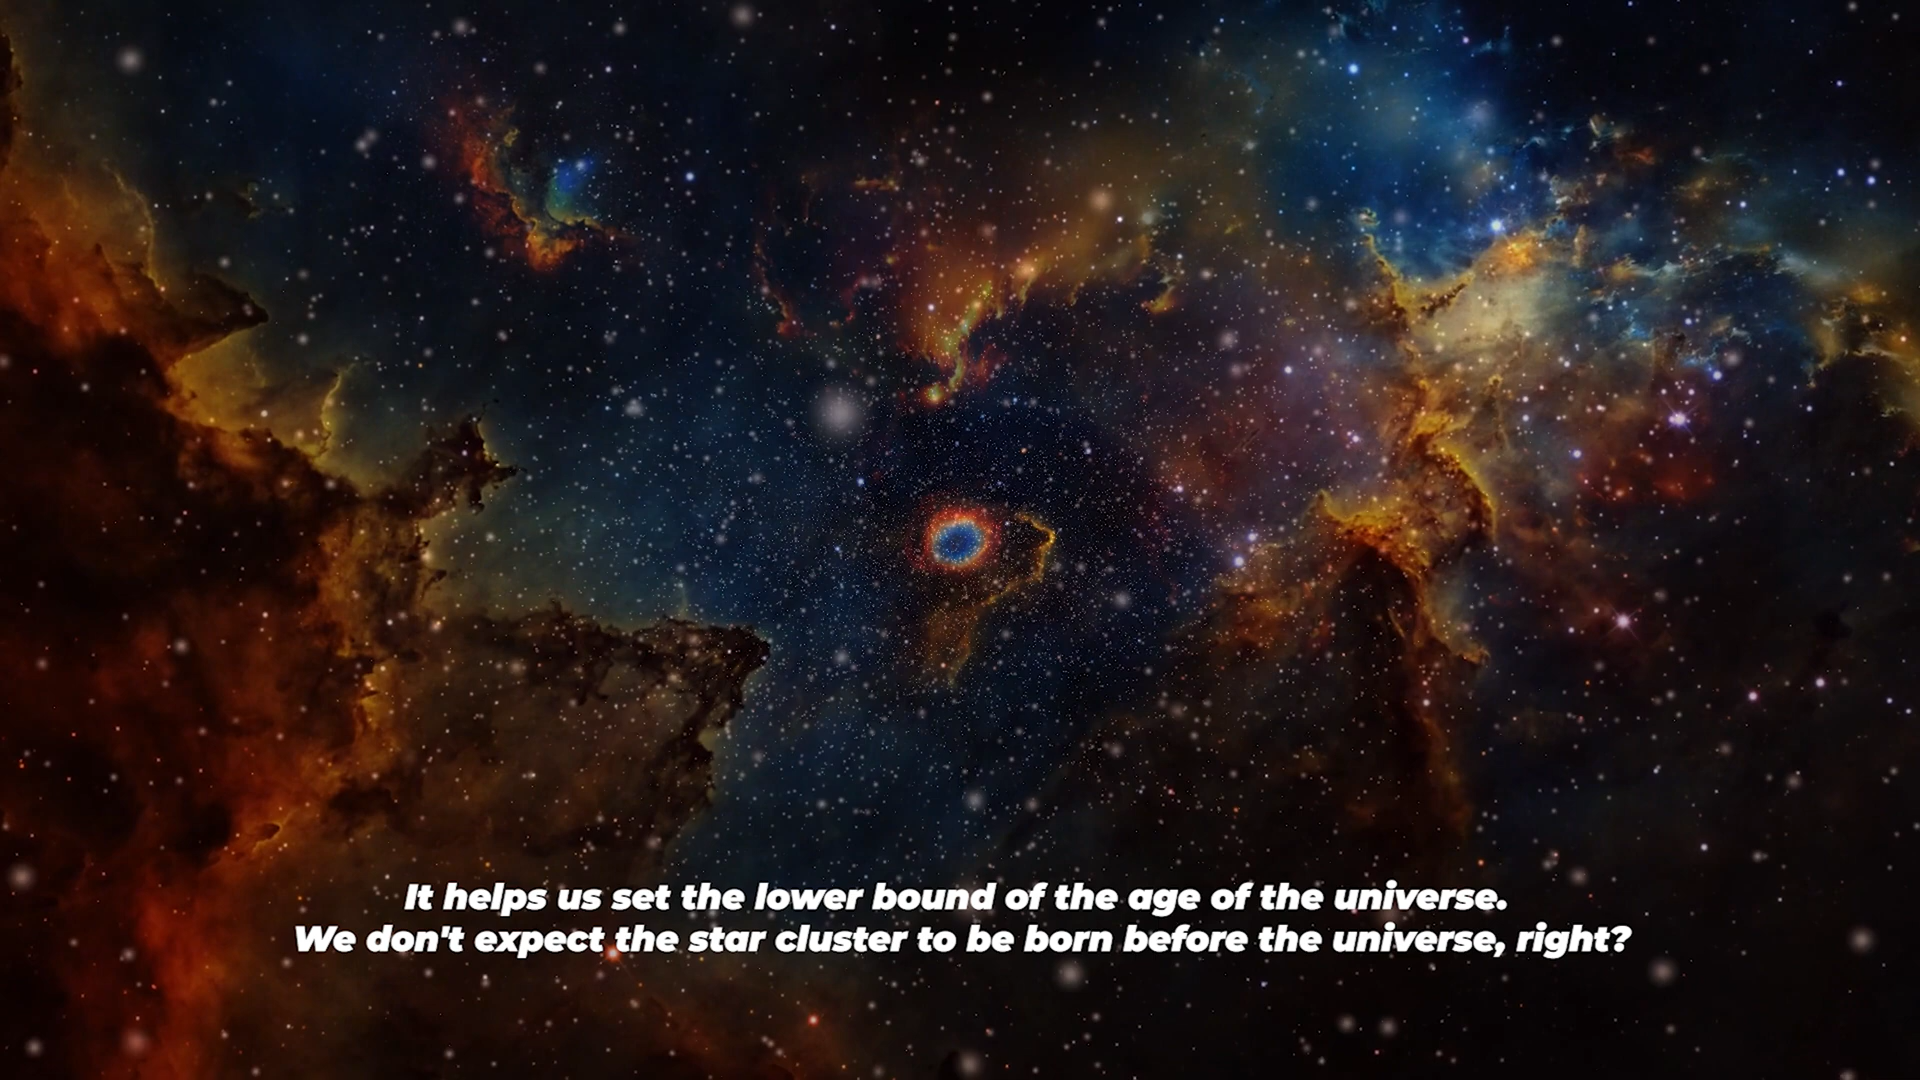 It helps us set the lower bound of the age of the universe.
We don't expect the star cluster to be born before the universe, right?